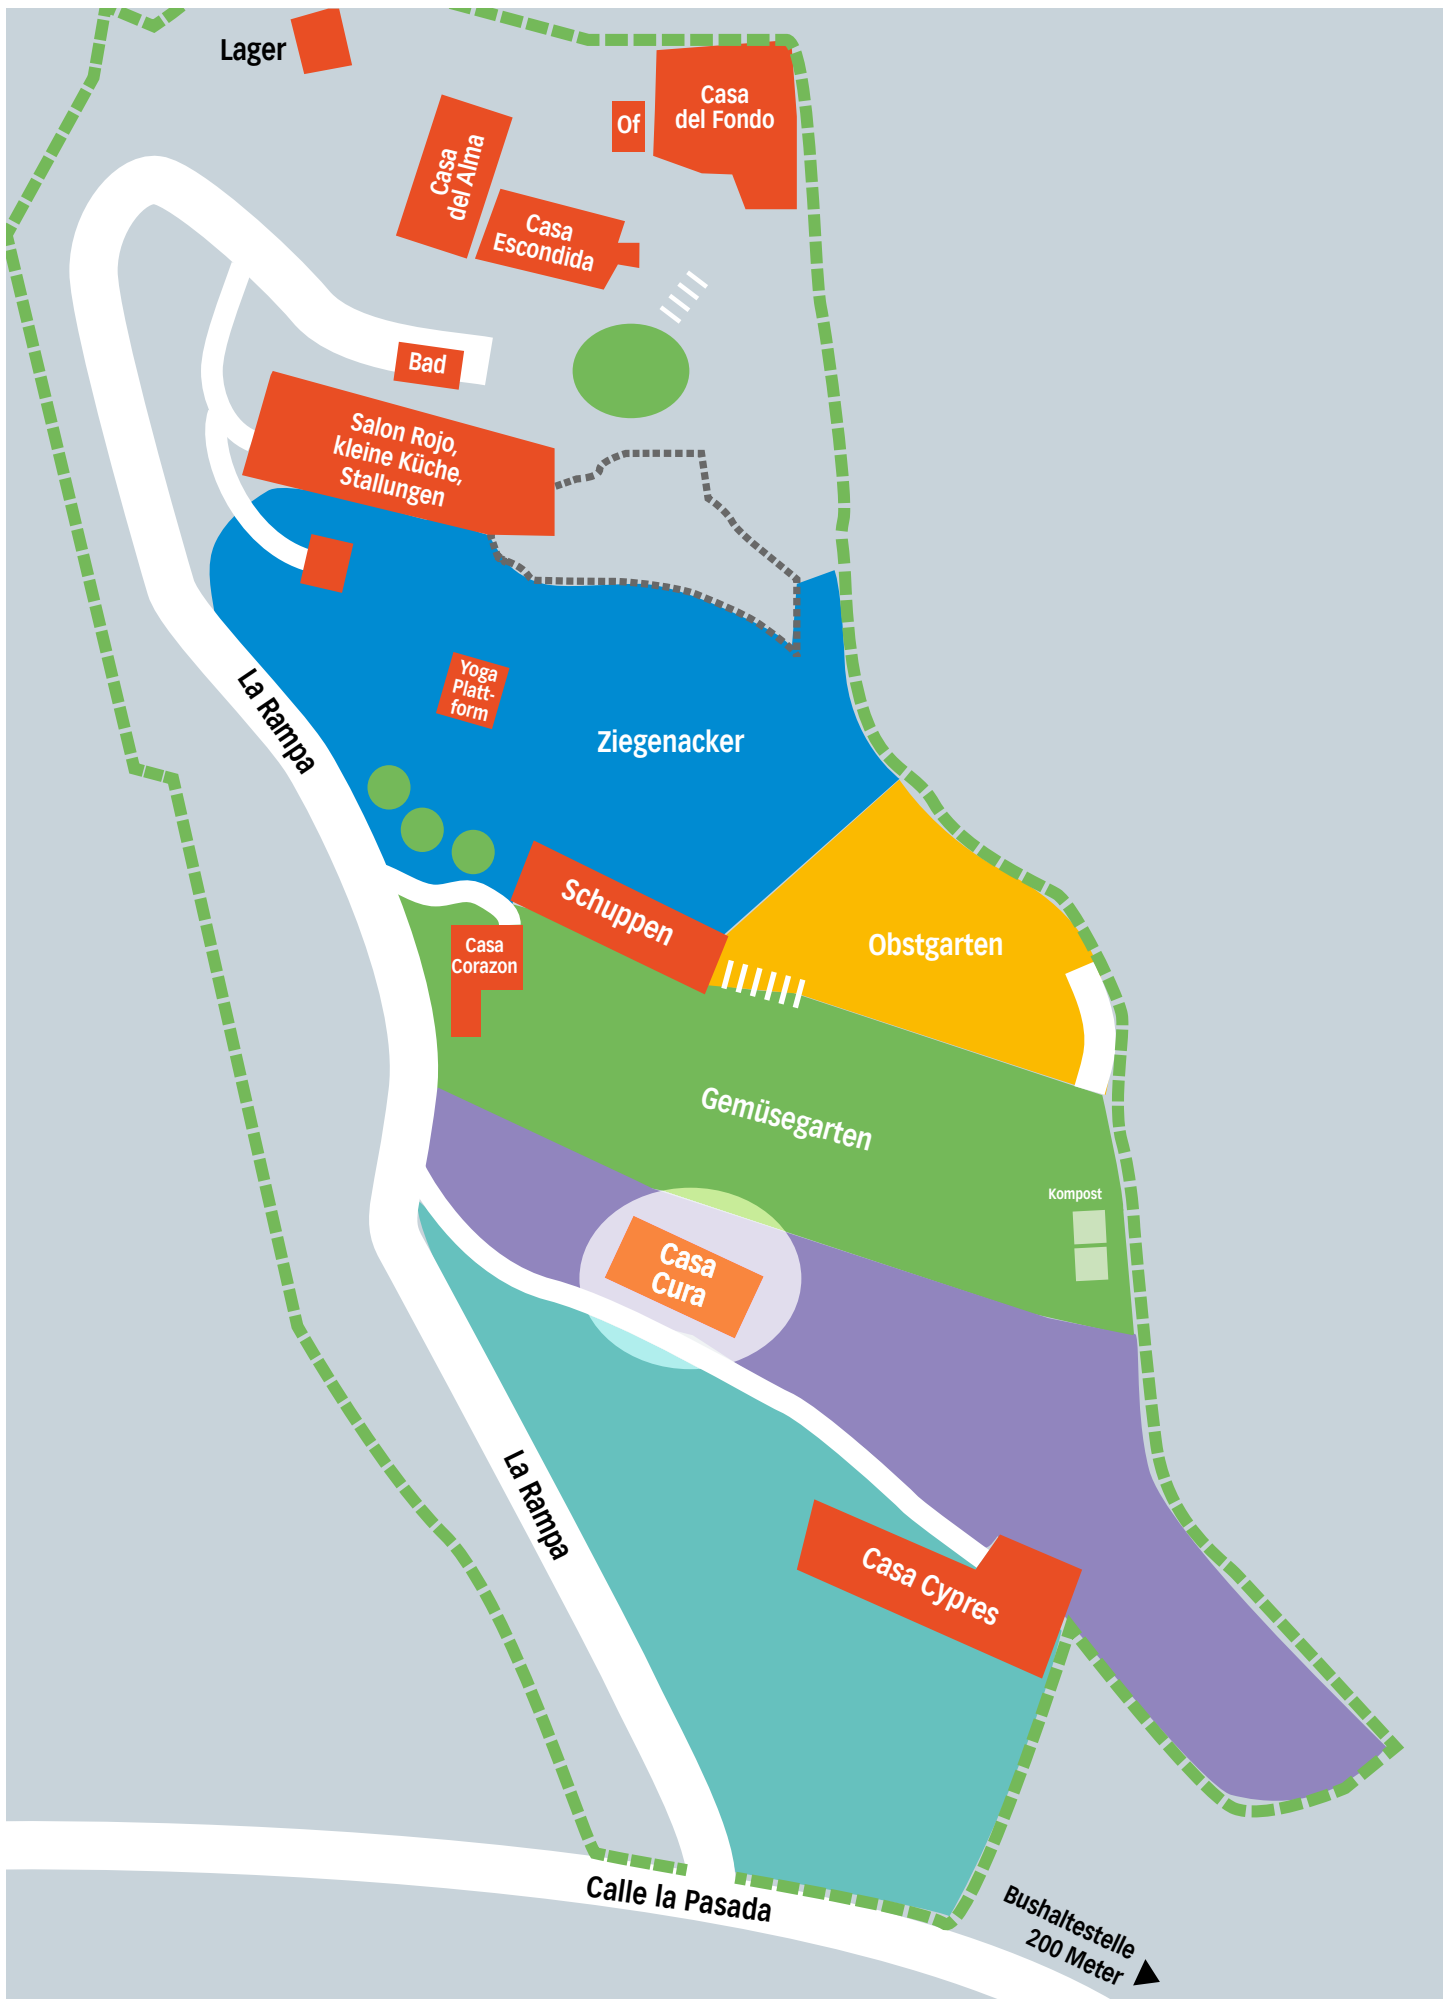 Lager
Casa
del Fondo
Of
Casa
del Alma
Casa
Escondida
Bad
Salon Rojo,
kleine Küche,
Stallungen
La Rampa
Yoga
Platt-
form
Ziegenacker
Schuppen
Obstgarten
Casa
Corazon
Gemüsegarten
Kompost
Casa
Cura
La Rampa
Casa Cypres
Calle la Pasada
Bushaltestelle
200 Meter